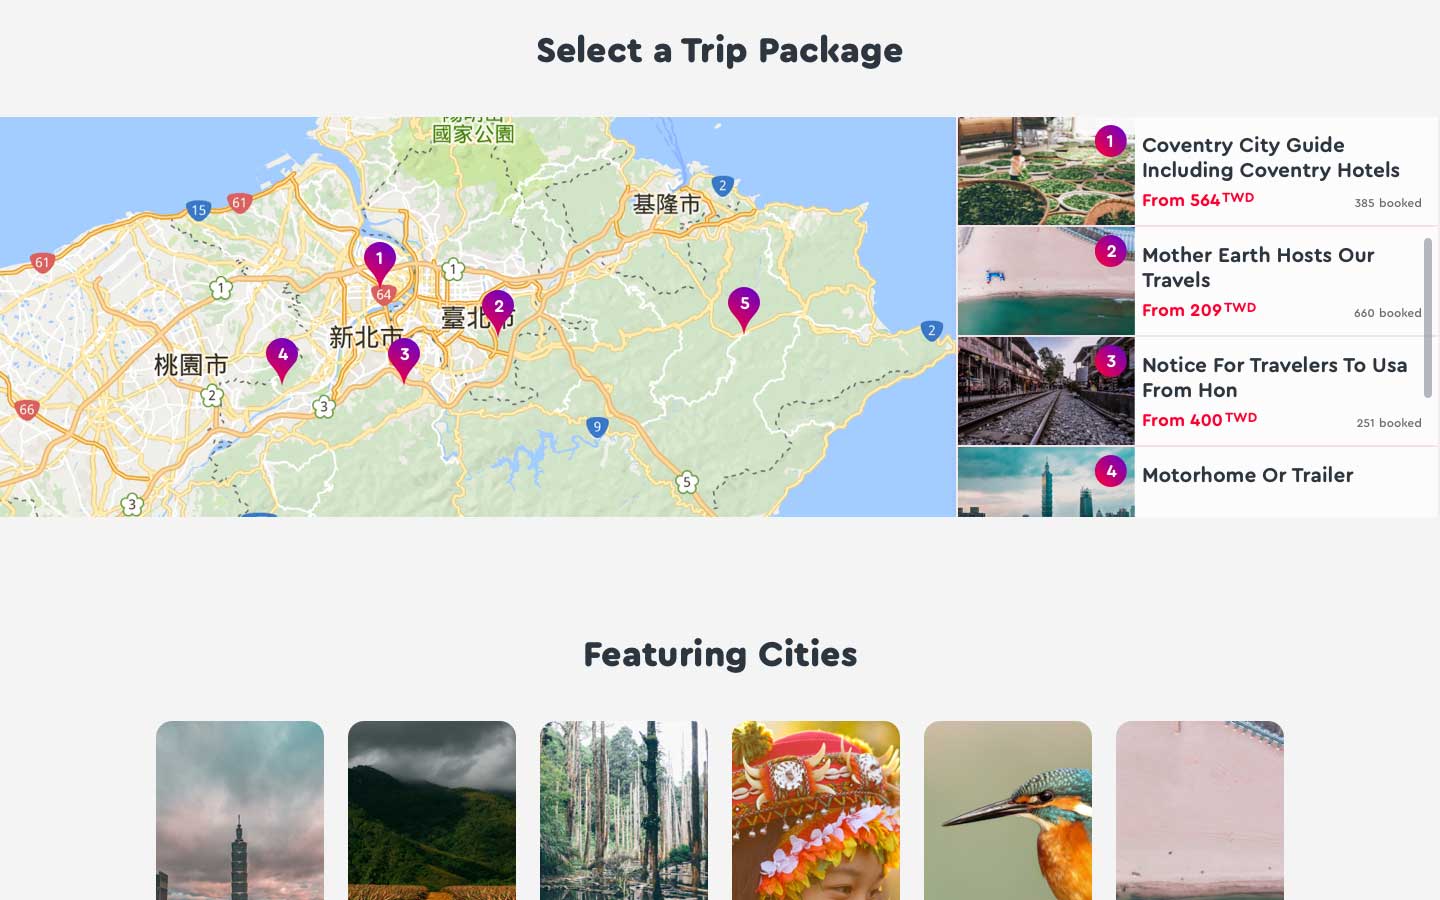 Select a Trip Package
國家公園
基隆市
2
15
61
61
1
1
1
64
2
臺北市
新北市
5
2
桃園市
4
3
2
3
66
9
5
3
1
Coventry City Guide
Including Coventry Hotels
From 564 TWD
385 booked
2
Mother Earth Hosts Our
Travels
From 209 TWD
660 booked
3
Notice For Travelers To Usa
From Hon
From 400 TWD
251 booked
4
Motorhome Or Trailer
Featuring Cities